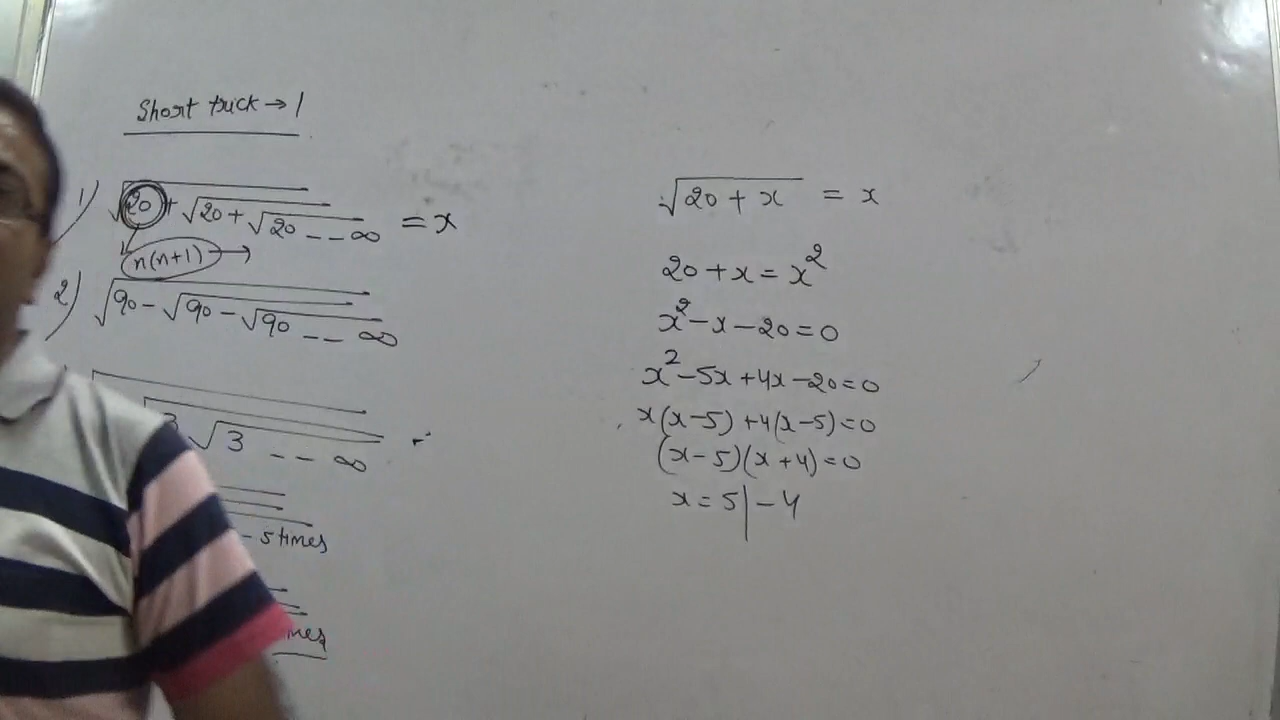 Short trick → 1
1) √20 + √20 + √20 -- ∞ = x
n(n+1) →
2) √90 - √90 - √90 -- ∞
3 √3 -- ∞
- 5 times
√20 + x = x
20 + x = x²
x² - x - 20 = 0
x² - 5x + 4x - 20 = 0
x(x-5) + 4(x-5) = 0
(x-5)(x+4) = 0
x = 5 | - 4